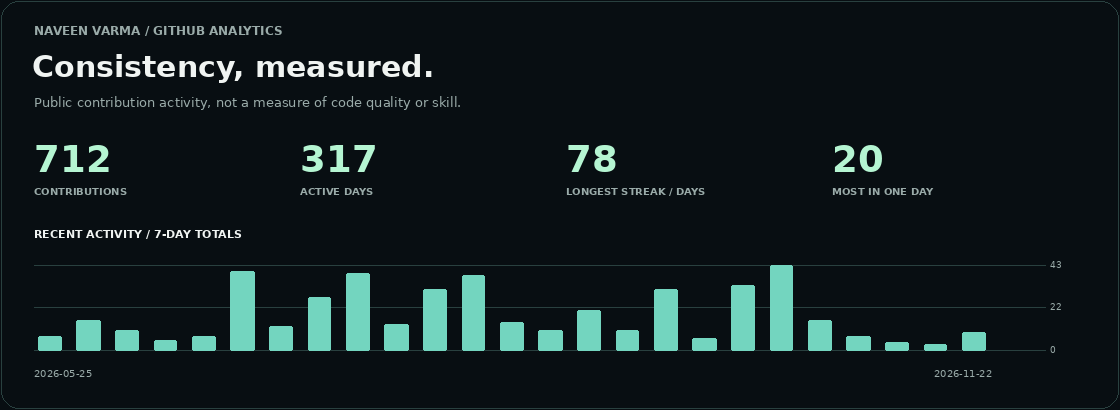 NAVEEN VARMA / GITHUB ANALYTICS
Consistency, measured.
Public contribution activity, not a measure of code quality or skill.
712 317 78 20
CONTRIBUTIONS ACTIVE DAYS LONGEST STREAK / DAYS MOST IN ONE DAY
RECENT ACTIVITY / 7-DAY TOTALS
43
22
0
2026-05-25 2026-11-22